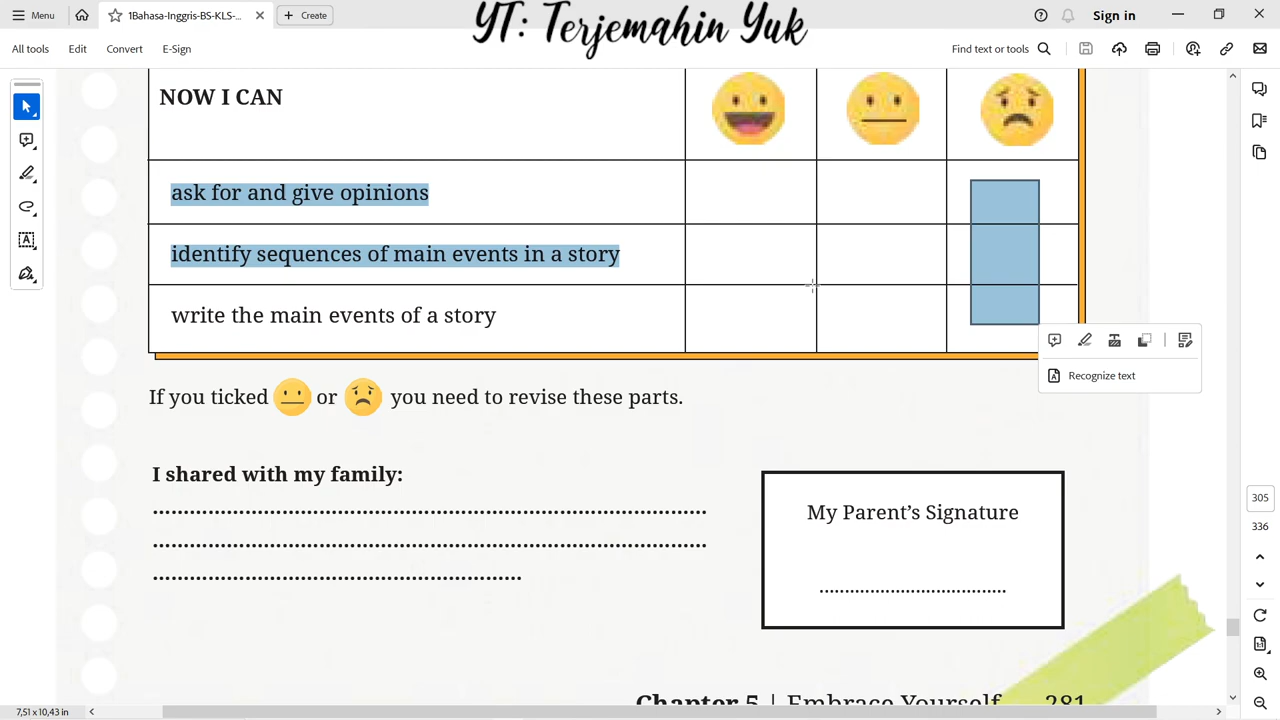 Menu
1Bahasa-Inggris-BS-KLS-...
Create
YT: Terjemahin Yuk
Sign in
All tools
Edit
Convert
E-Sign
Find text or tools
NOW I CAN
ask for and give opinions
identify sequences of main events in a story
write the main events of a story
Recognize text
If you ticked or you need to revise these parts.
I shared with my family:
My Parent's Signature
305
336
Chapter 5 | Embrace Yourself 281
7,51 x 10,43 in